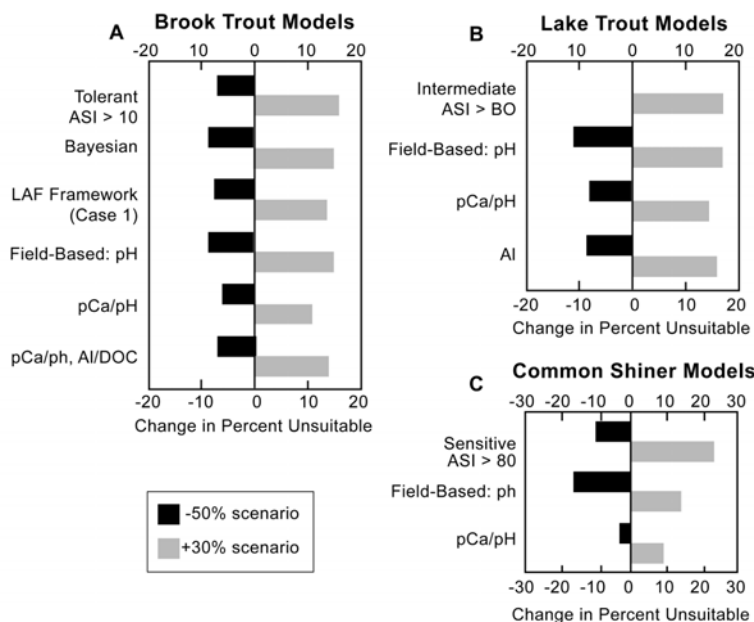 A
Brook Trout Models
-20 -10 0 10 20
Tolerant
ASI > 10
Bayesian
LAF Framework
(Case 1)
Field-Based: pH
pCa/pH
pCa/ph, Al/DOC
-20 -10 0 10 20
Change in Percent Unsuitable
-50% scenario
+30% scenario
B
Lake Trout Models
-20 -10 0 10 20
Intermediate
ASI > BO
Field-Based: pH
pCa/pH
Al
-20 -10 0 10 20
Change in Percent Unsuitable
C
Common Shiner Models
-30 -20 -10 0 10 20 30
Sensitive
ASI > 80
Field-Based: ph
pCa/pH
-30 -20 -10 0 10 20 30
Change in Percent Unsuitable